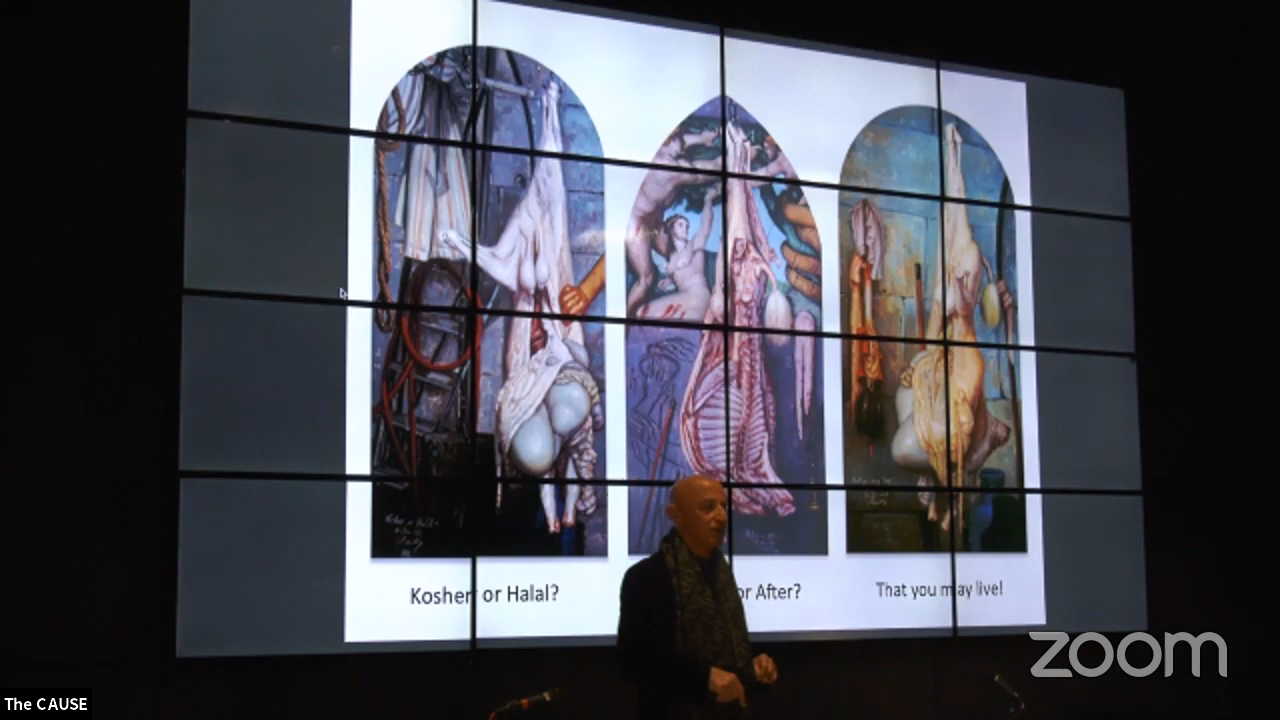 Kosher or Halal?
or After?
That you may live!
zoom
The CAUSE